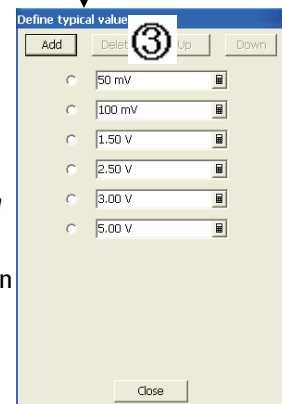 Define typical value
Add Delet ③ Up Down
50 mV
100 mV
1.50 V
2.50 V
3.00 V
5.00 V
n
Close